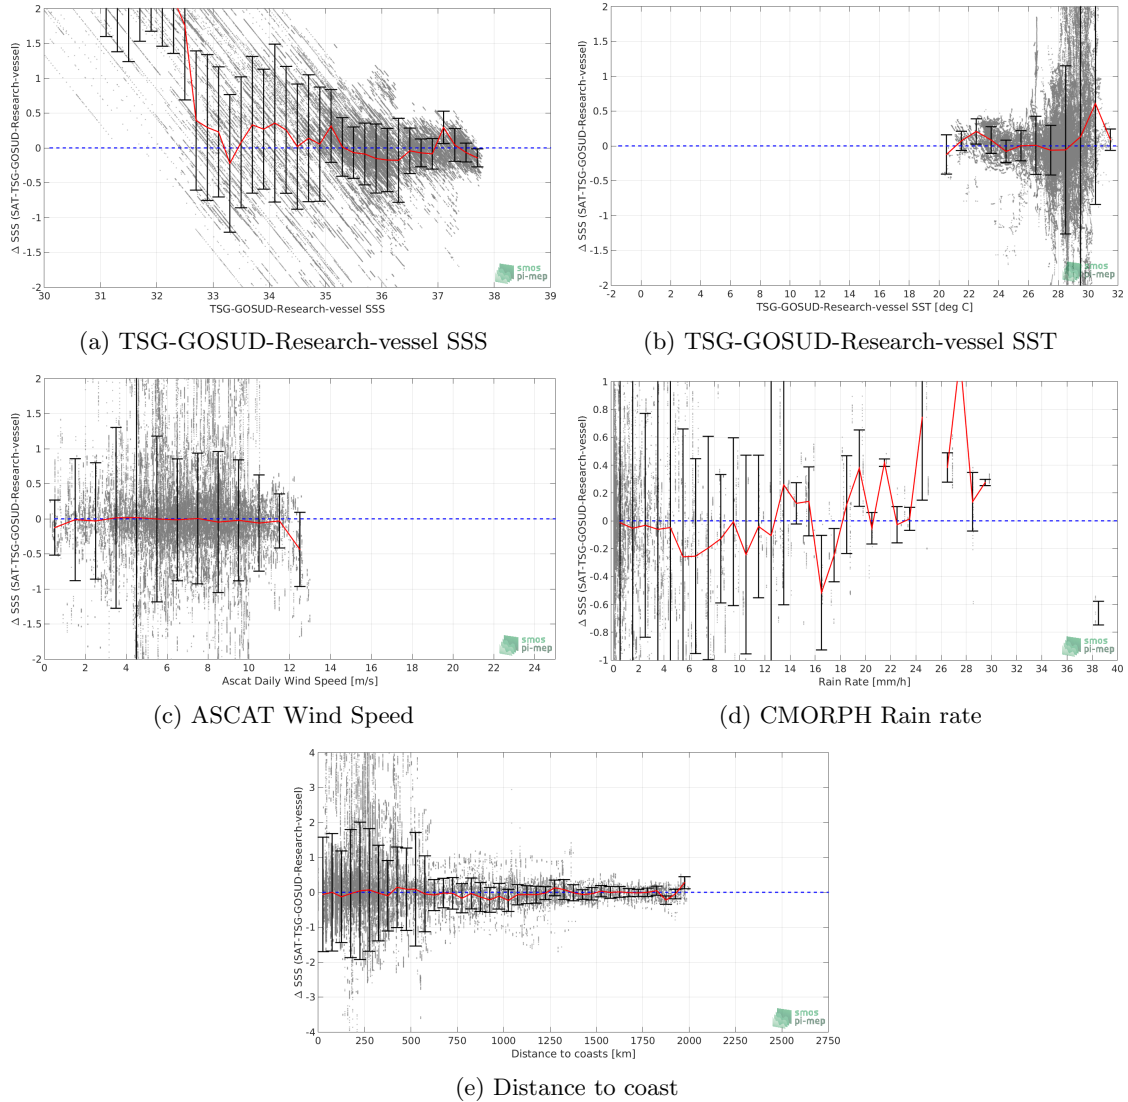 2
1.5
1
0.5
0
-0.5
-1
-1.5
-2
Δ SSS (SAT-TSG-GOSUD-Research-vessel)
30 31 32 33 34 35 36 37 38 39
TSG-GOSUD-Research-vessel SSS
smos
pi-mep
(a) TSG-GOSUD-Research-vessel SSS
2
1.5
1
0.5
0
-0.5
-1
-1.5
-2
Δ SSS (SAT-TSG-GOSUD-Research-vessel)
-2 0 2 4 6 8 10 12 14 16 18 20 22 24 26 28 30 32
TSG-GOSUD-Research-vessel SST [deg C]
smos
pi-mep
(b) TSG-GOSUD-Research-vessel SST
2
1.5
1
0.5
0
-0.5
-1
-1.5
-2
Δ SSS (SAT-TSG-GOSUD-Research-vessel)
0 2 4 6 8 10 12 14 16 18 20 22 24
Ascat Daily Wind Speed [m/s]
smos
pi-mep
(c) ASCAT Wind Speed
1
0.8
0.6
0.4
0.2
0
-0.2
-0.4
-0.6
-0.8
-1
Δ SSS (SAT-TSG-GOSUD-Research-vessel)
0 2 4 6 8 10 12 14 16 18 20 22 24 26 28 30 32 34 36 38 40
Rain Rate [mm/h]
smos
pi-mep
(d) CMORPH Rain rate
4
3
2
1
0
-1
-2
-3
-4
Δ SSS (SAT-TSG-GOSUD-Research-vessel)
0 250 500 750 1000 1250 1500 1750 2000 2250 2500 2750
Distance to coasts [km]
smos
pi-mep
(e) Distance to coast